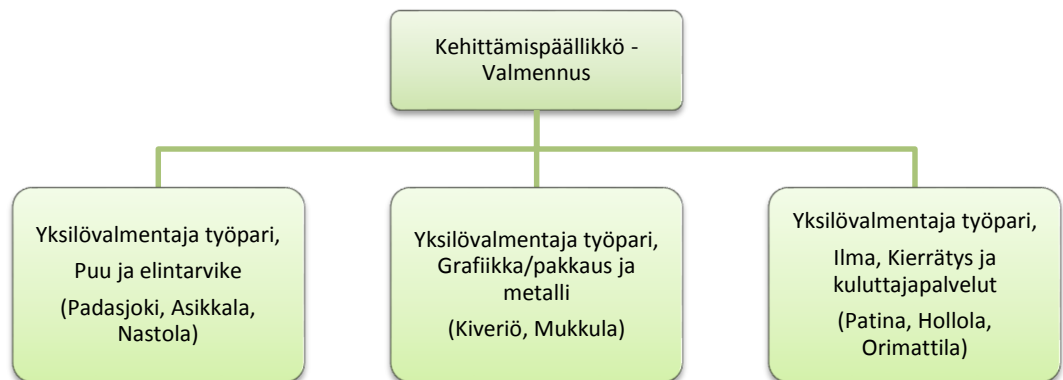 Kehittämispäällikkö -
Valmennus
Yksilövalmentaja työpari,
Puu ja elintarvike
(Padasjoki, Asikkala,
Nastola)
Yksilövalmentaja työpari,
Grafiikka/pakkaus ja
metalli
(Kiveriö, Mukkula)
Yksilövalmentaja työpari,
Ilma, Kierrätys ja
kuluttajapalvelut
(Patina, Hollola,
Orimattila)